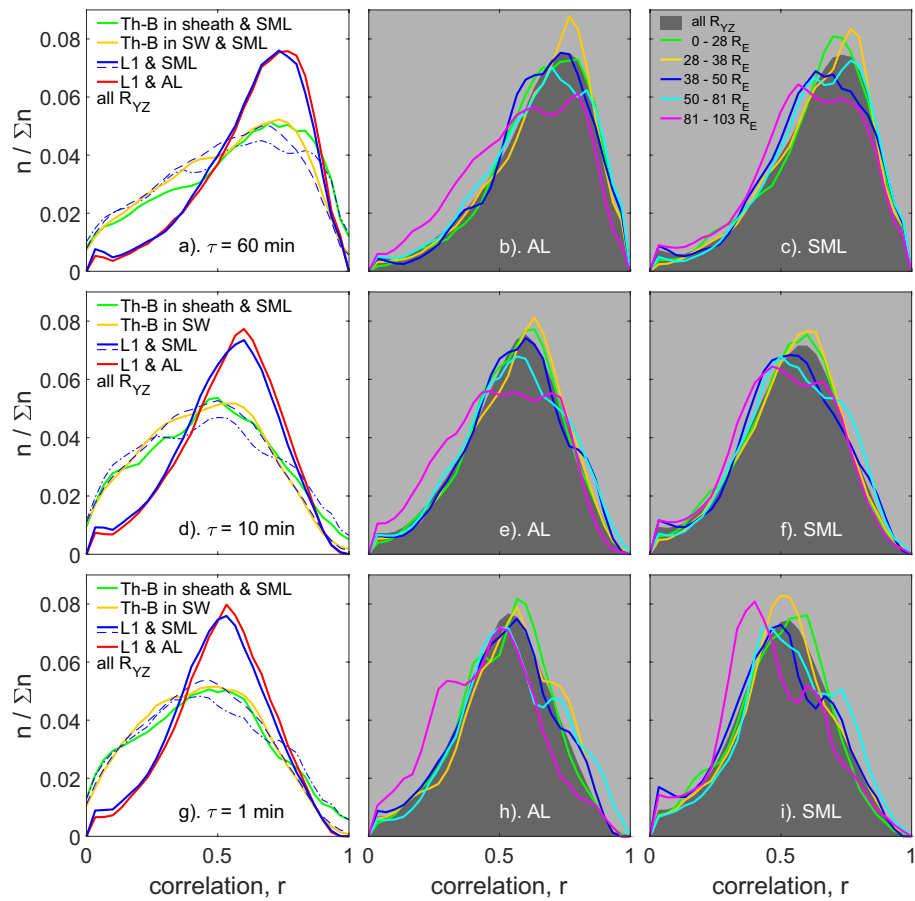 n / Σn
0.08
0.06
0.04
0.02
0
Th-B in sheath & SML
Th-B in SW & SML
L1 & SML
L1 & AL
all R_YZ
a). τ = 60 min
b). AL
all R_YZ
0 - 28 R_E
28 - 38 R_E
38 - 50 R_E
50 - 81 R_E
81 - 103 R_E
c). SML
n / Σn
0.08
0.06
0.04
0.02
0
Th-B in sheath & SML
Th-B in SW
L1 & SML
L1 & AL
all R_YZ
d). τ = 10 min
e). AL
f). SML
n / Σn
0.08
0.06
0.04
0.02
0
Th-B in sheath & SML
Th-B in SW
L1 & SML
L1 & AL
all R_YZ
g). τ = 1 min
h). AL
i). SML
0 0.5 1
0 0.5 1
0 0.5 1
correlation, r
correlation, r
correlation, r